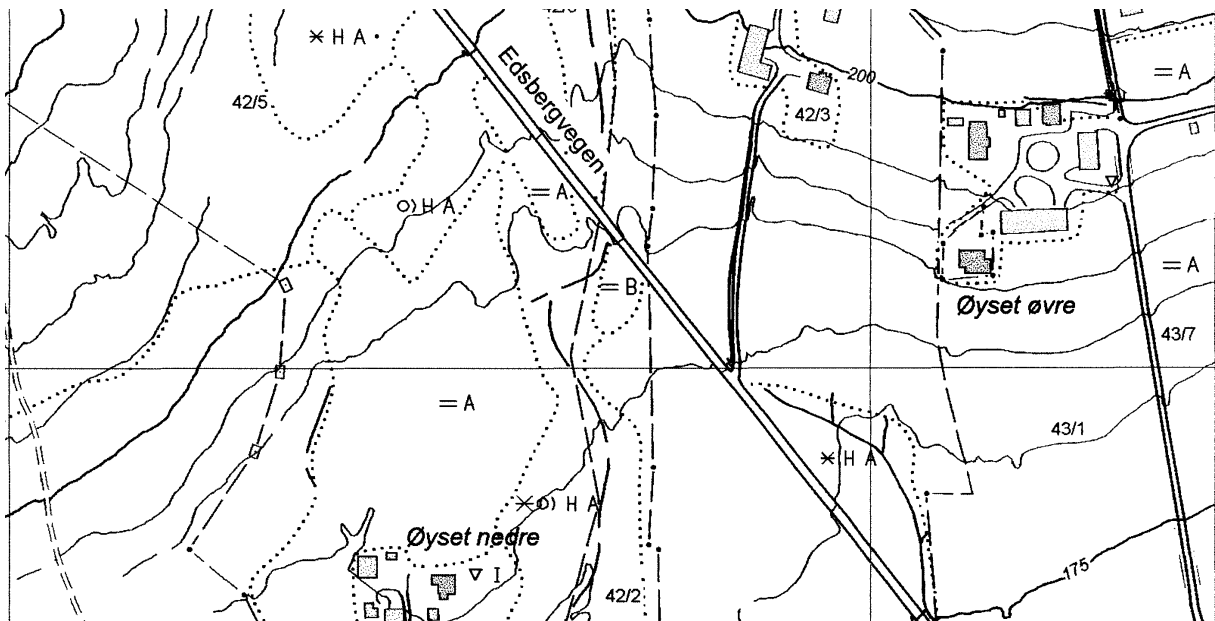 42/5
Edsbergvegen
200
42/3
H A
= A
H A
= A
= A
= B
Øyset øvre
43/7
= A
43/1
H A
H A
Øyset nedre
I
42/2
175